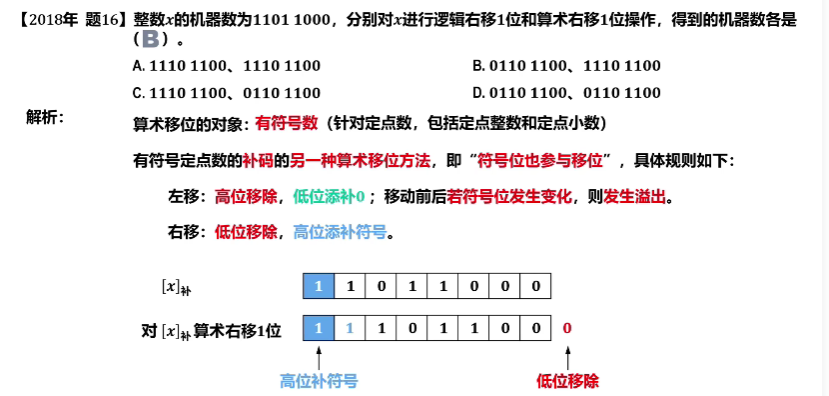 【2018年 题16】整数x的机器数为1101 1000，分别对x进行逻辑右移1位和算术右移1位操作，得到的机器数各是
（B）。
A. 1110 1100、1110 1100 B. 0110 1100、1110 1100
C. 1110 1100、0110 1100 D. 0110 1100、0110 1100
解析：
算术移位的对象：有符号数（针对定点数，包括定点整数和定点小数）
有符号定点数的补码的另一种算术移位方法，即“符号位也参与移位”，具体规则如下：
左移：高位移除，低位添补0；移动前后若符号位发生变化，则发生溢出。
右移：低位移除，高位添补符号。
[x]补 1 1 0 1 1 0 0 0
对 [x]补 算术右移1位 1 1 1 0 1 1 0 0 0
高位补符号 低位移除